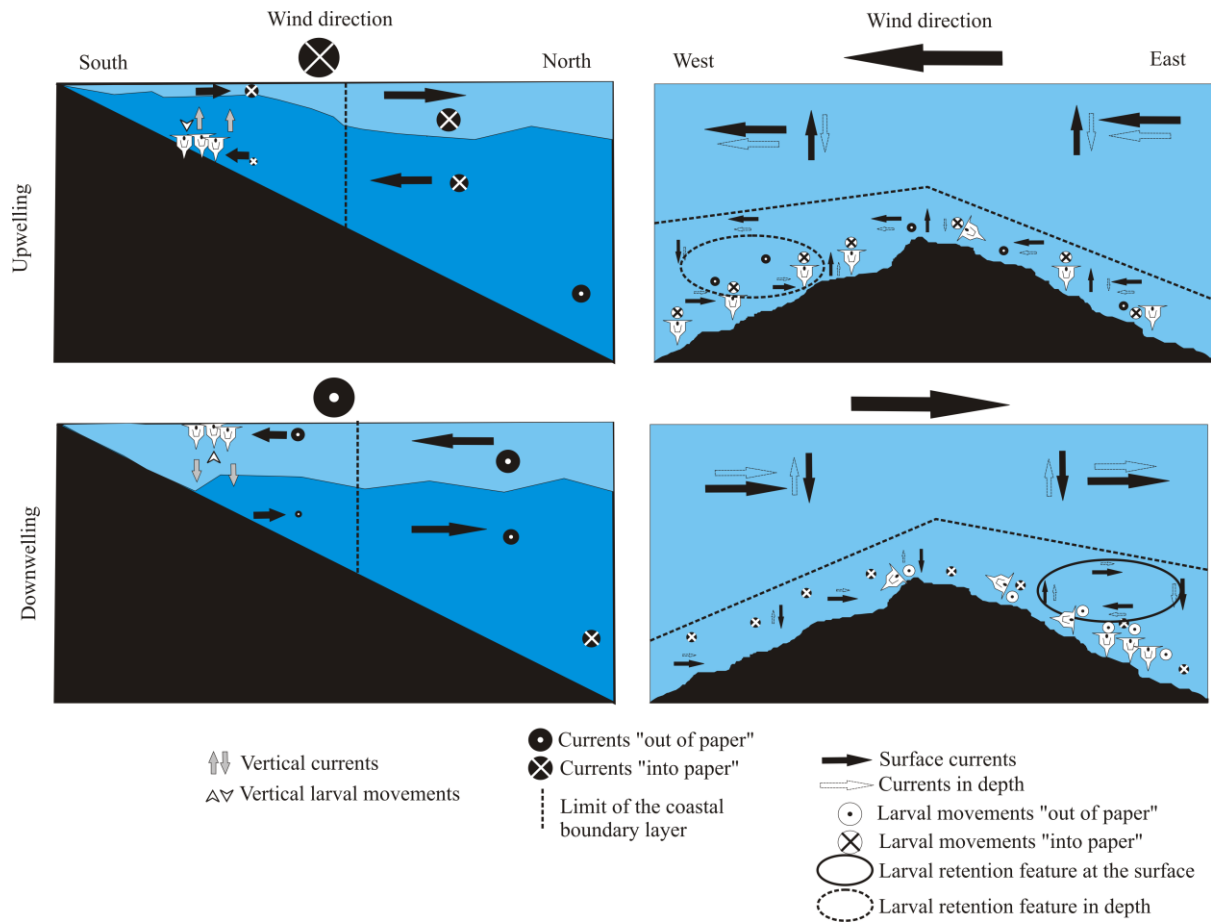 Wind direction
Wind direction
South
North
West
East
Upwelling
Downwelling
Vertical currents
Vertical larval movements
Currents "out of paper"
Currents "into paper"
Limit of the coastal
boundary layer
Surface currents
Currents in depth
Larval movements "out of paper"
Larval movements "into paper"
Larval retention feature at the surface
Larval retention feature in depth